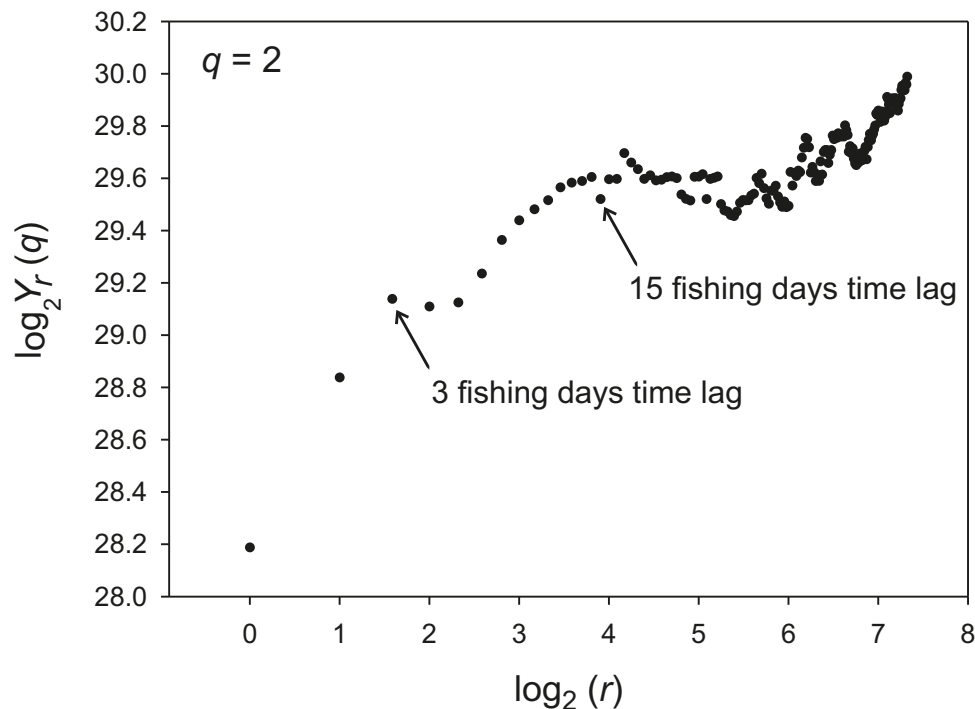 q = 2
log₂Yᵣ (q)
30.2
30.0
29.8
29.6
29.4
29.2
29.0
28.8
28.6
28.4
28.2
28.0
15 fishing days time lag
3 fishing days time lag
0 1 2 3 4 5 6 7 8
log₂ (r)